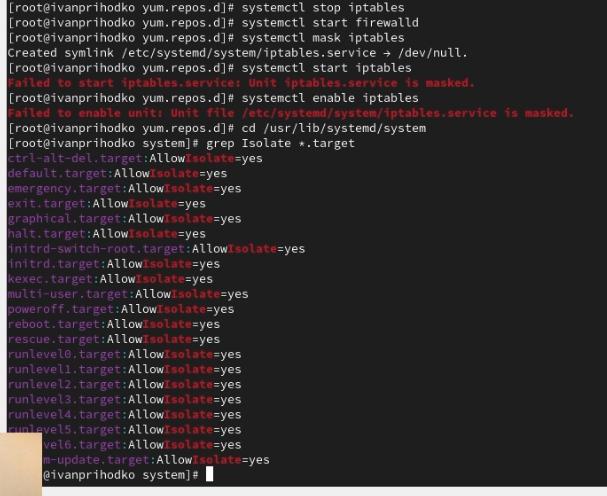 [root@ivanprihodko yum.repos.d]# systemctl stop iptables
[root@ivanprihodko yum.repos.d]# systemctl start firewalld
[root@ivanprihodko yum.repos.d]# systemctl mask iptables
Created symlink /etc/systemd/system/iptables.service → /dev/null.
[root@ivanprihodko yum.repos.d]# systemctl start iptables
Failed to start iptables.service: Unit iptables.service is masked.
[root@ivanprihodko yum.repos.d]# systemctl enable iptables
Failed to enable unit: Unit file /etc/systemd/system/iptables.service is masked.
[root@ivanprihodko yum.repos.d]# cd /usr/lib/systemd/system
[root@ivanprihodko system]# grep Isolate *.target
ctrl-alt-del.target:AllowIsolate=yes
default.target:AllowIsolate=yes
emergency.target:AllowIsolate=yes
exit.target:AllowIsolate=yes
graphical.target:AllowIsolate=yes
halt.target:AllowIsolate=yes
initrd-switch-root.target:AllowIsolate=yes
initrd.target:AllowIsolate=yes
kexec.target:AllowIsolate=yes
multi-user.target:AllowIsolate=yes
poweroff.target:AllowIsolate=yes
reboot.target:AllowIsolate=yes
rescue.target:AllowIsolate=yes
runlevel0.target:AllowIsolate=yes
runlevel1.target:AllowIsolate=yes
runlevel2.target:AllowIsolate=yes
runlevel3.target:AllowIsolate=yes
runlevel4.target:AllowIsolate=yes
runlevel5.target:AllowIsolate=yes
vel6.target:AllowIsolate=yes
m-update.target:AllowIsolate=yes
@ivanprihodko system]#